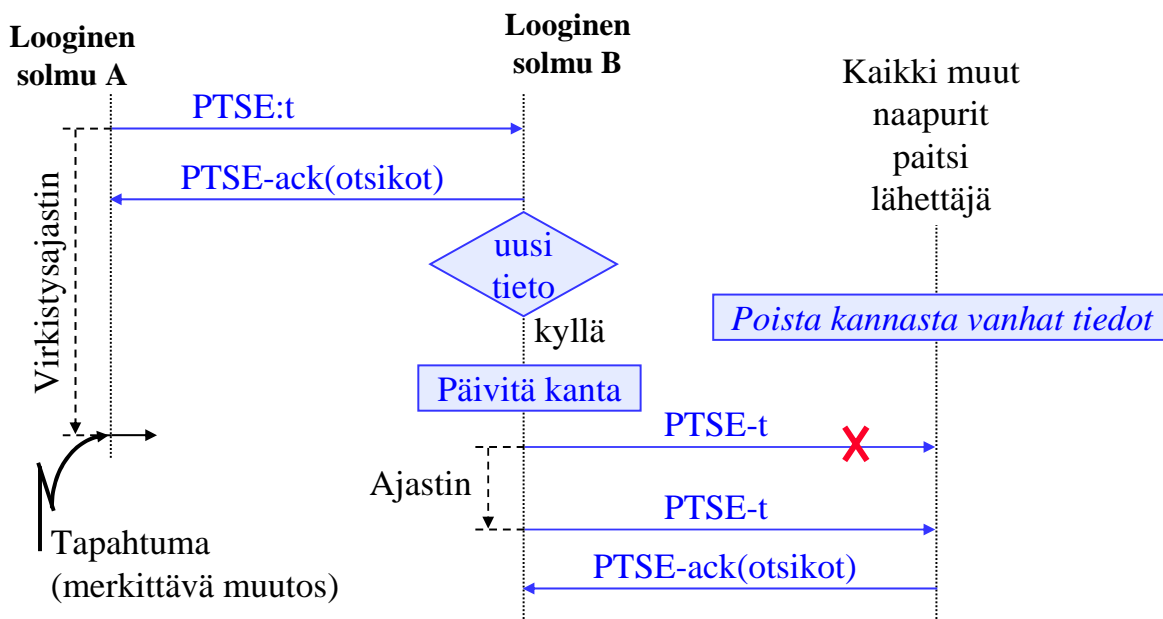 Looginen
solmu A
Looginen
solmu B
Kaikki muut
naapurit
paitsi
lähettäjä
PTSE:t
PTSE-ack(otsikot)
Virkistysajastin
uusi
tieto
kyllä
Poista kannasta vanhat tiedot
Päivitä kanta
PTSE-t
Ajastin
PTSE-t
PTSE-ack(otsikot)
Tapahtuma
(merkittävä muutos)